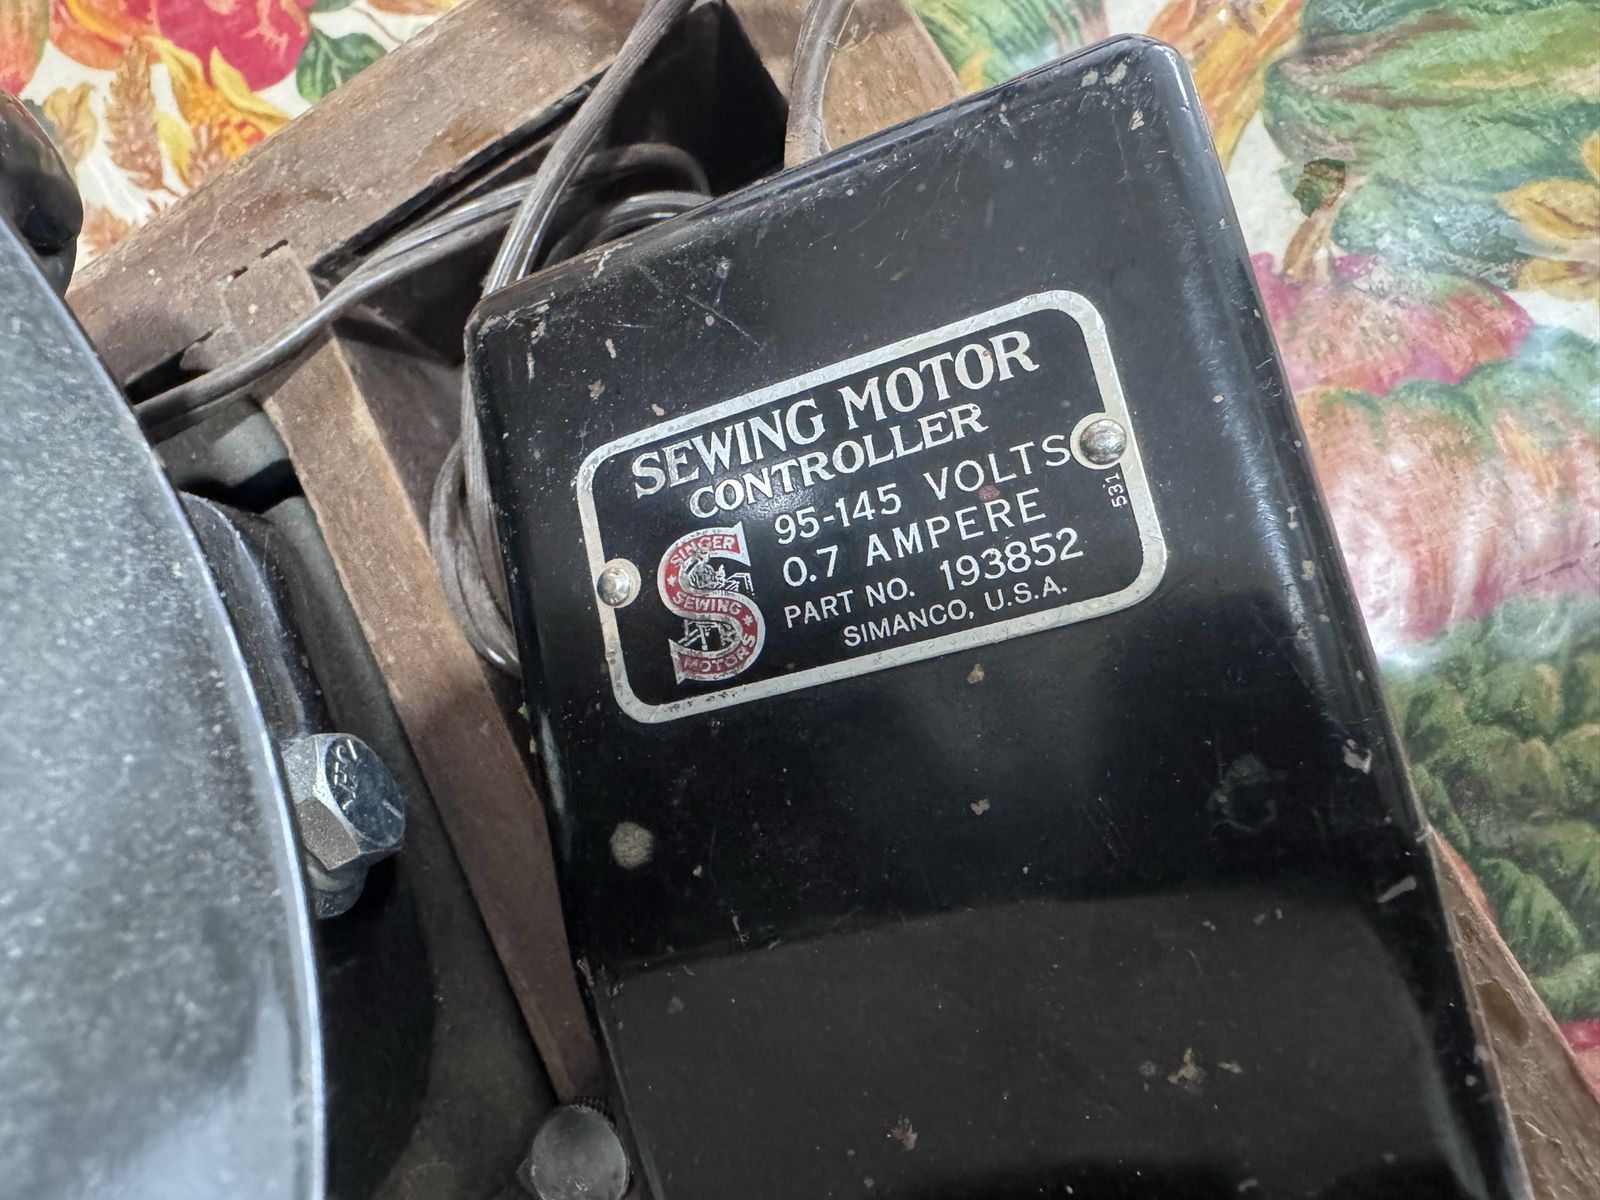 SEWING MOTOR
CONTROLLER
95-145 VOLTS
0.7 AMPERE
PART NO. 193852
SIMANCO, U.S.A.
531
SINGER
SEWING
MOTORS